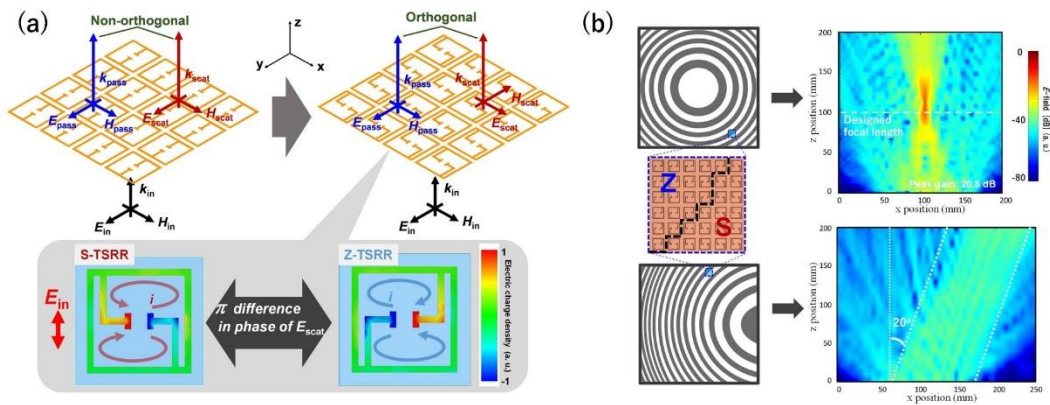 (a)
Non-orthogonal
k_pass
k_scat
E_pass
H_pass
E_scat
H_scat
k_in
E_in
H_in
z
y
x
Orthogonal
k_pass
k_scat
E_pass
H_pass
H_scat
E_scat
k_in
E_in
H_in
S-TSRR
E_in
i
π difference
in phase of E_scat
Z-TSRR
i
1
Electric charge
density (a. u.)
-1
(b)
Z
S
z position (mm)
200
150
100
50
0
Designed
focal length
Peak gain: 20.8 dB
0
50
100
150
200
x position (mm)
0
-40
-80
E-field [dB] (a. u.)
z position (mm)
200
150
100
50
0
20°
0
50
100
150
200
250
x position (mm)